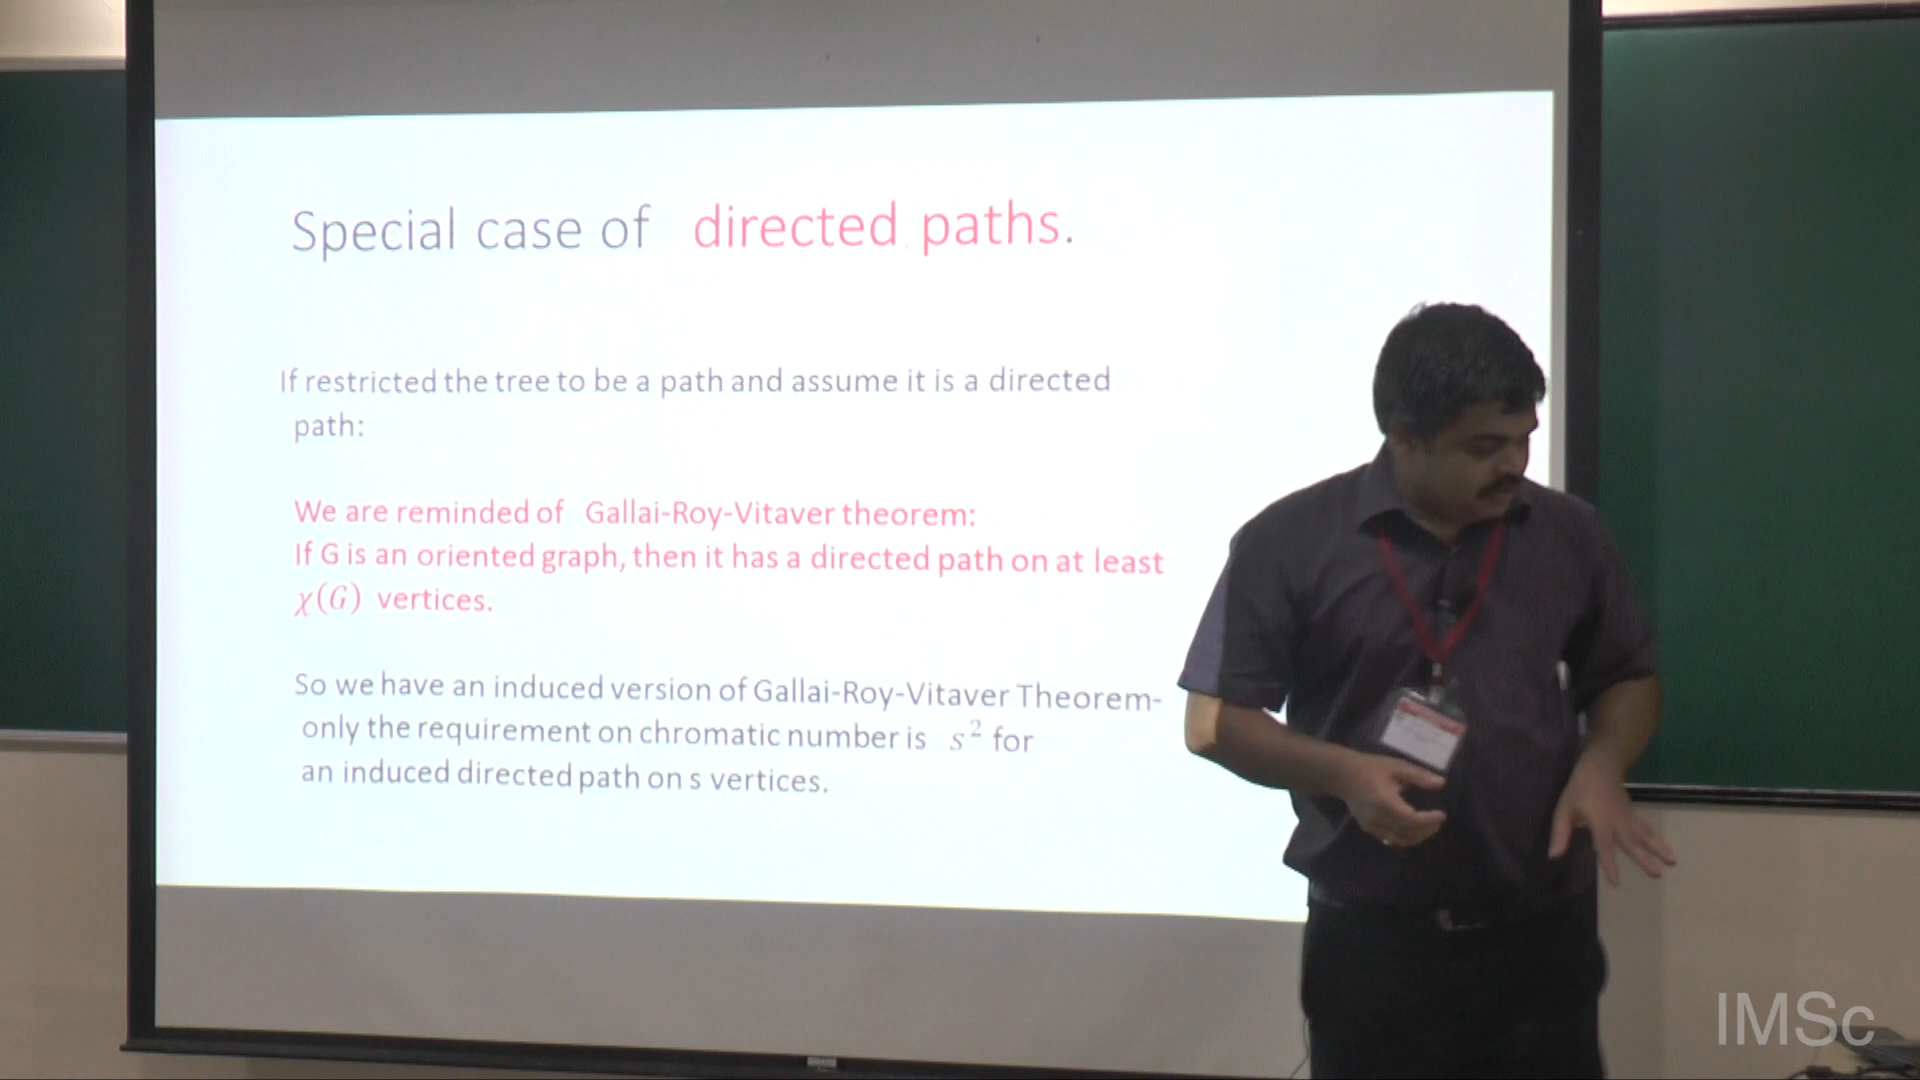 Special case of directed paths.
If restricted the tree to be a path and assume it is a directed
path:
We are reminded of Gallai-Roy-Vitaver theorem:
If G is an oriented graph, then it has a directed path on at least
χ(G) vertices.
So we have an induced version of Gallai-Roy-Vitaver Theorem-
only the requirement on chromatic number is s² for
an induced directed path on s vertices.
IMSc